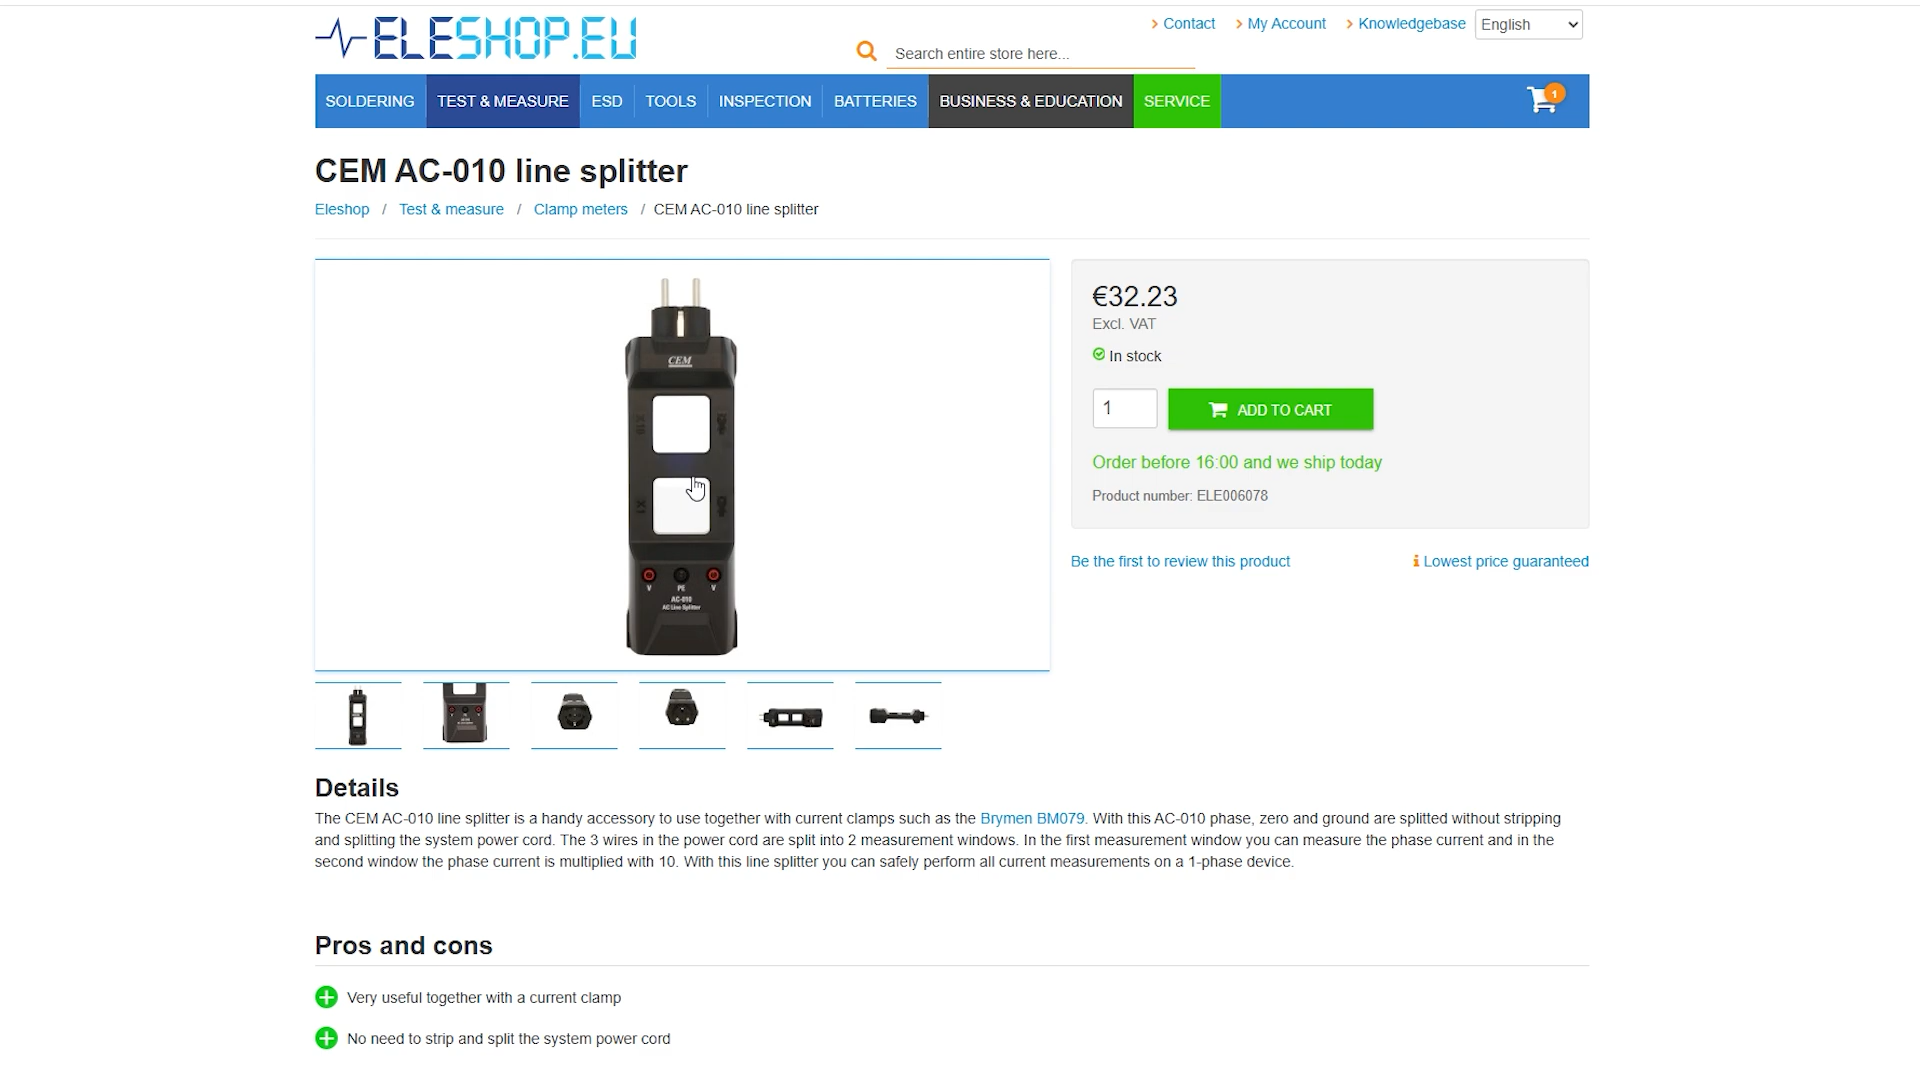 ELESHOP.EU
Contact
My Account
Knowledgebase
English
Search entire store here...
SOLDERING
TEST & MEASURE
ESD
TOOLS
INSPECTION
BATTERIES
BUSINESS & EDUCATION
SERVICE
1
CEM AC-010 line splitter
Eleshop / Test & measure / Clamp meters / CEM AC-010 line splitter
CEM
X10
X1
V PE V
AC-010
AC Line Splitter
€32.23
Excl. VAT
In stock
1
ADD TO CART
Order before 16:00 and we ship today
Product number: ELE006078
Be the first to review this product
Lowest price guaranteed
Details
The CEM AC-010 line splitter is a handy accessory to use together with current clamps such as the Brymen BM079. With this AC-010 phase, zero and ground are splitted without stripping
and splitting the system power cord. The 3 wires in the power cord are split into 2 measurement windows. In the first measurement window you can measure the phase current and in the
second window the phase current is multiplied with 10. With this line splitter you can safely perform all current measurements on a 1-phase device.
Pros and cons
Very useful together with a current clamp
No need to strip and split the system power cord